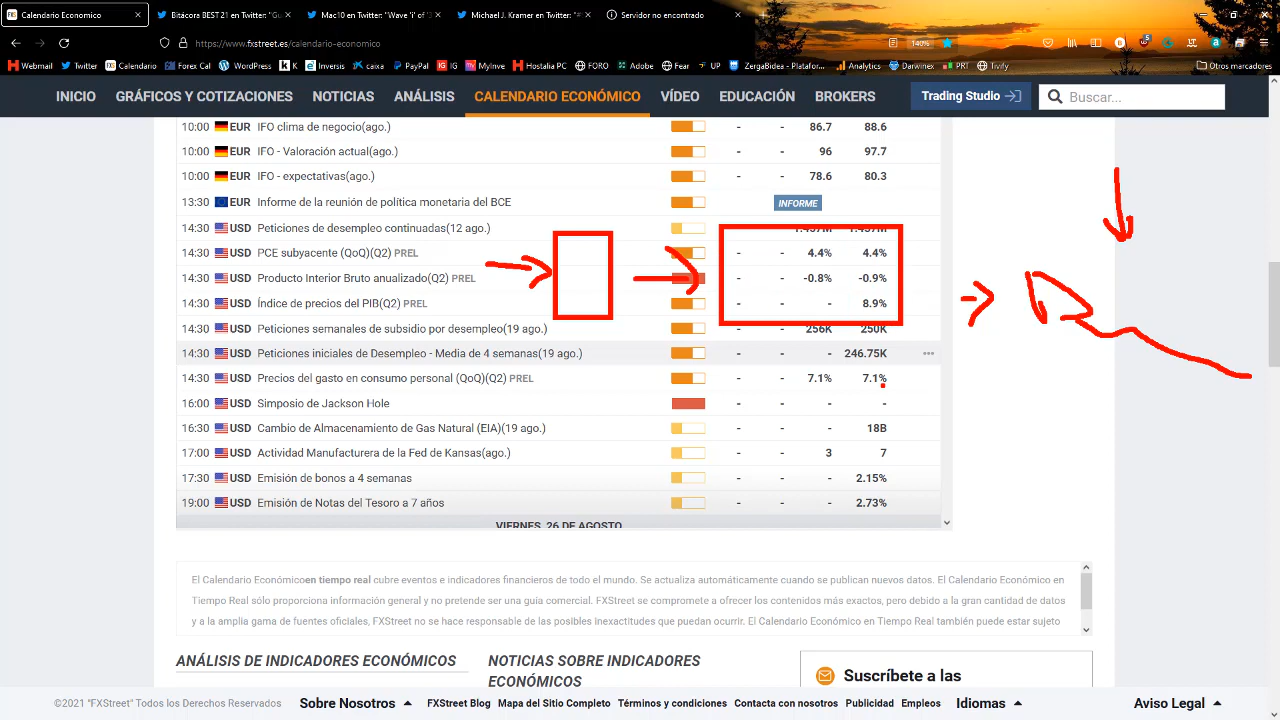 Calendario Economico
Bitácora BEST 21 en Twitter: "Gu
Mac10 en Twitter: "Wave 'i' of '3
Michael J. Kramer en Twitter: "#
Servidor no encontrado
https://www.fxstreet.es/calendario-economico
140%
Webmail
Twitter
Calendario
Forex Cal
WordPress
K
Inversis
caixa
PayPal
IG
MyInve
Hostalia PC
FORO
Adobe
Fear
UP
ZergaBidea - Platafor...
Analytics
Darwinex
PRT
Tivify
Otros marcadores
INICIO
GRÁFICOS Y COTIZACIONES
NOTICIAS
ANÁLISIS
CALENDARIO ECONÓMICO
VÍDEO
EDUCACIÓN
BROKERS
Trading Studio
Buscar...
10:00 EUR IFO clima de negocio(ago.) - - 86.7 88.6
10:00 EUR IFO - Valoración actual(ago.) - - 96 97.7
10:00 EUR IFO - expectativas(ago.) - - 78.6 80.3
13:30 EUR Informe de la reunión de política monetaria del BCE INFORME
14:30 USD Peticiones de desempleo continuadas(12 ago.)
14:30 USD PCE subyacente (QoQ)(Q2) PREL - - 4.4% 4.4%
14:30 USD Producto Interior Bruto anualizado(Q2) PREL - - -0.8% -0.9%
14:30 USD Índice de precios del PIB(Q2) PREL - - - 8.9%
14:30 USD Peticiones semanales de subsidio por desempleo(19 ago.) - - 256K 250K
14:30 USD Peticiones iniciales de Desempleo - Media de 4 semanas(19 ago.) - - - 246.75K
14:30 USD Precios del gasto en consumo personal (QoQ)(Q2) PREL - - 7.1% 7.1%
16:00 USD Simposio de Jackson Hole - - - -
16:30 USD Cambio de Almacenamiento de Gas Natural (EIA)(19 ago.) - - - 18B
17:00 USD Actividad Manufacturera de la Fed de Kansas(ago.) - - 3 7
17:30 USD Emisión de bonos a 4 semanas - - - 2.15%
19:00 USD Emisión de Notas del Tesoro a 7 años - - - 2.73%
VIERNES, 26 DE AGOSTO
El Calendario Económicoen tiempo real cubre eventos e indicadores financieros de todo el mundo. Se actualiza automáticamente cuando se publican nuevos datos. El Calendario Económico en
Tiempo Real sólo proporciona información general y no pretende ser una guía comercial. FXStreet se compromete a ofrecer los contenidos más exactos, pero debido a la gran cantidad de datos
y a la amplia gama de fuentes oficiales, FXStreet no se hace responsable de las posibles inexactitudes que puedan ocurrir. El Calendario Económico en Tiempo Real también puede estar sujeto
ANÁLISIS DE INDICADORES ECONÓMICOS
NOTICIAS SOBRE INDICADORES
ECONÓMICOS
Suscríbete a las
©2021 "FXStreet" Todos los Derechos Reservados
Sobre Nosotros
FXStreet Blog
Mapa del Sitio Completo
Términos y condiciones
Contacta con nosotros
Publicidad
Empleos
Idiomas
Aviso Legal